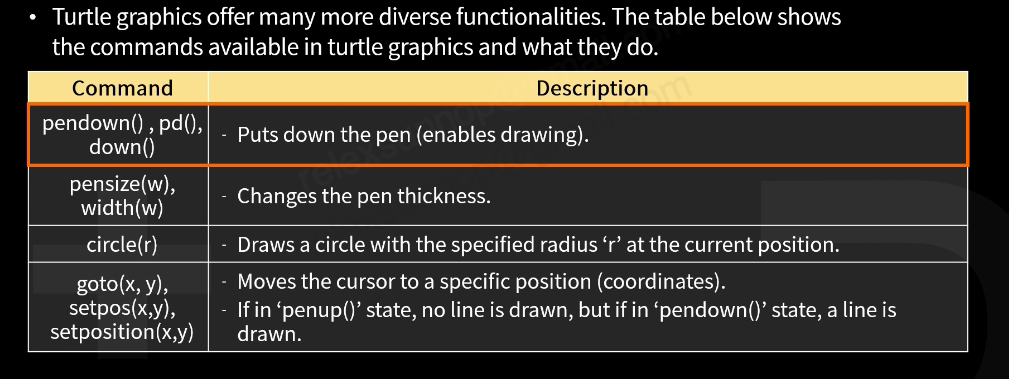 • Turtle graphics offer many more diverse functionalities. The table below shows
the commands available in turtle graphics and what they do.
Command Description
pendown() , pd(),
down()
- Puts down the pen (enables drawing).
pensize(w),
width(w)
- Changes the pen thickness.
circle(r)
- Draws a circle with the specified radius ‘r’ at the current position.
goto(x, y),
setpos(x,y),
setposition(x,y)
- Moves the cursor to a specific position (coordinates).
- If in ‘penup()’ state, no line is drawn, but if in ‘pendown()’ state, a line is
drawn.